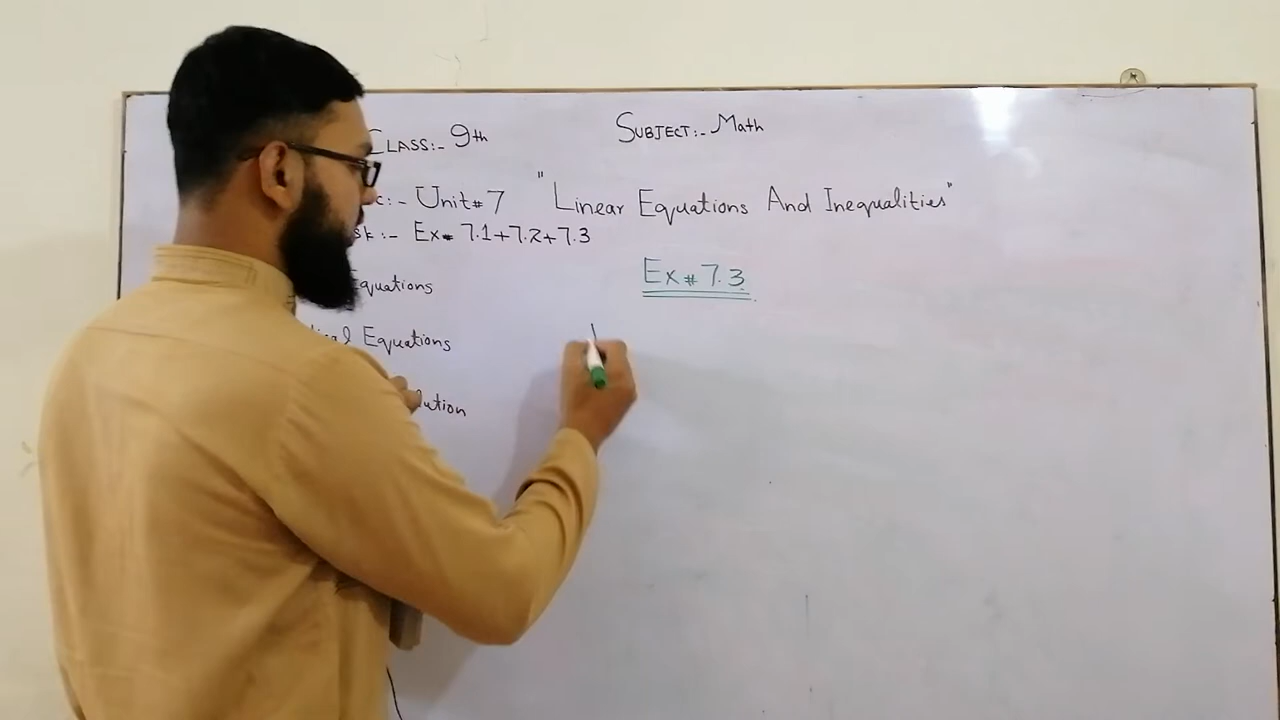 CLASS:- 9th
SUBJECT:- Math
:- Unit#7 "Linear Equations And Inequalities"
:- Ex# 7.1+7.2+7.3
Ex# 7.3
Equations
Equations